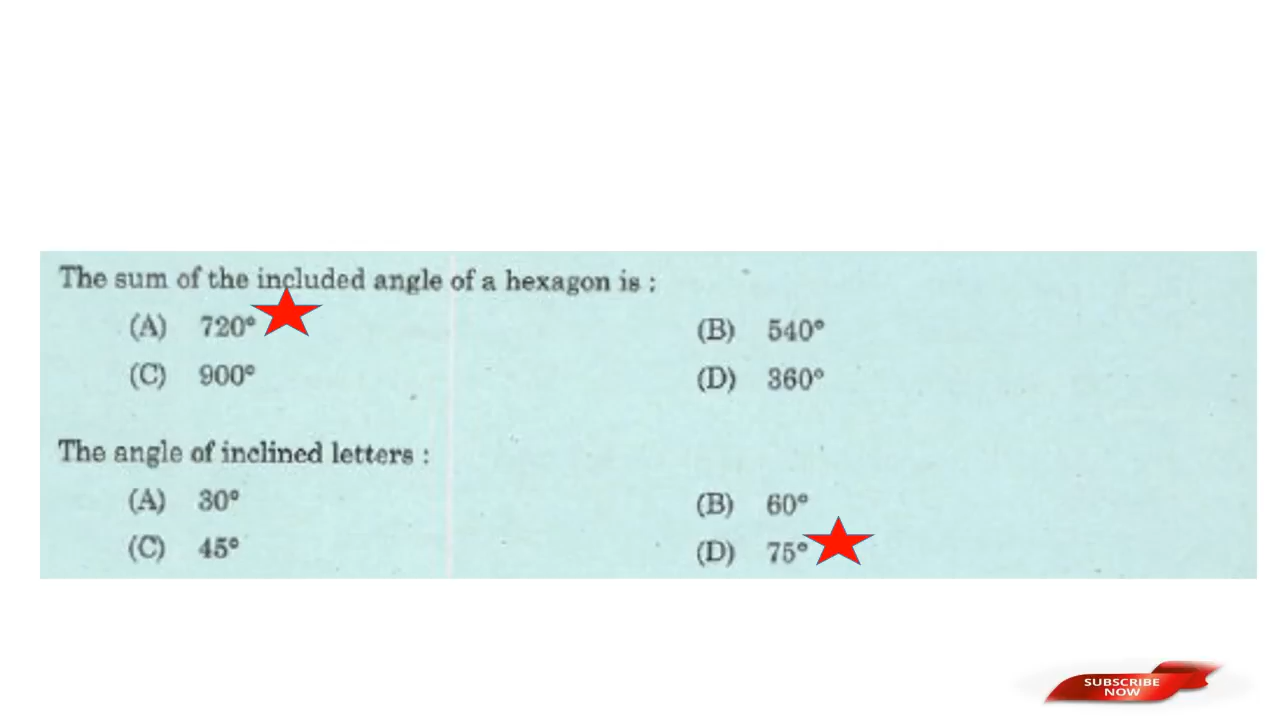 The sum of the included angle of a hexagon is :
(A) 720° (B) 540°
(C) 900° (D) 360°
The angle of inclined letters :
(A) 30° (B) 60°
(C) 45° (D) 75°
SUBSCRIBE
NOW